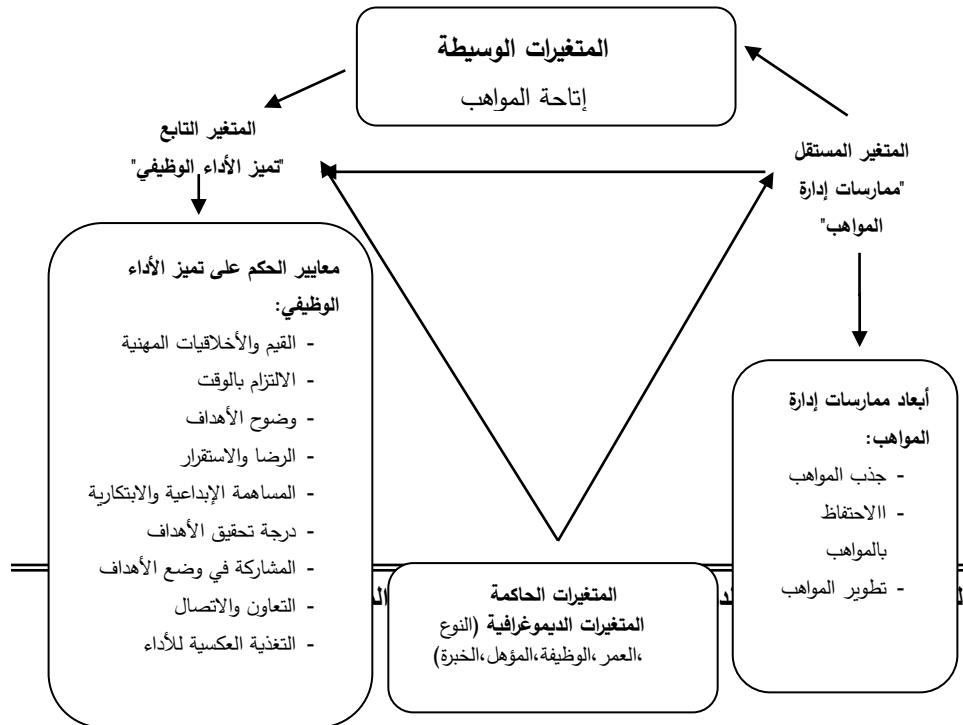 المتغيرات الوسيطة
إتاحة المواهب
المتغير المستقل
"ممارسات إدارة
المواهب"
المتغير التابع
"تميز الأداء الوظيفي"
أبعاد ممارسات إدارة
المواهب:
- جذب المواهب
- االاحتفاظ
بالمواهب
- تطوير المواهب
معايير الحكم على تميز الأداء
الوظيفي:
- القيم والأخلاقيات المهنية
- الالتزام بالوقت
- وضوح الأهداف
- الرضا والاستقرار
- المساهمة الإبداعية والابتكارية
- درجة تحقيق الأهداف
- المشاركة في وضع الأهداف
- التعاون والاتصال
- التغذية العكسية للأداء
المتغيرات الحاكمة
المتغيرات الديموغرافية (النوع
،العمر،الوظيفة،المؤهل،الخبرة)